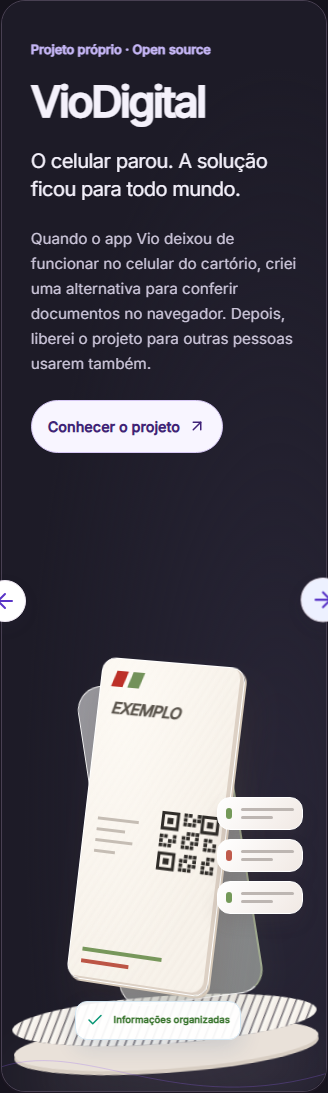 Projeto próprio · Open source
VioDigital
O celular parou. A solução
ficou para todo mundo.
Quando o app Vio deixou de
funcionar no celular do cartório, criei
uma alternativa para conferir
documentos no navegador. Depois,
liberei o projeto para outras pessoas
usarem também.
Conhecer o projeto
EXEMPLO
Informações organizadas